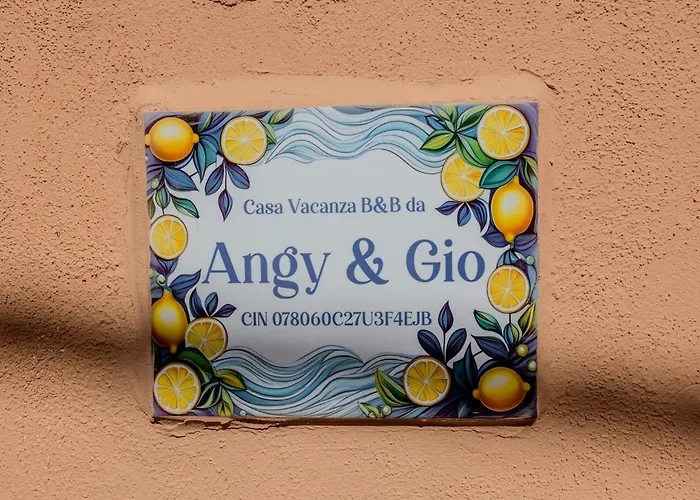 Casa Vacanza B&B da
Angy & Gio
CIN 078060C27U3F4EJB